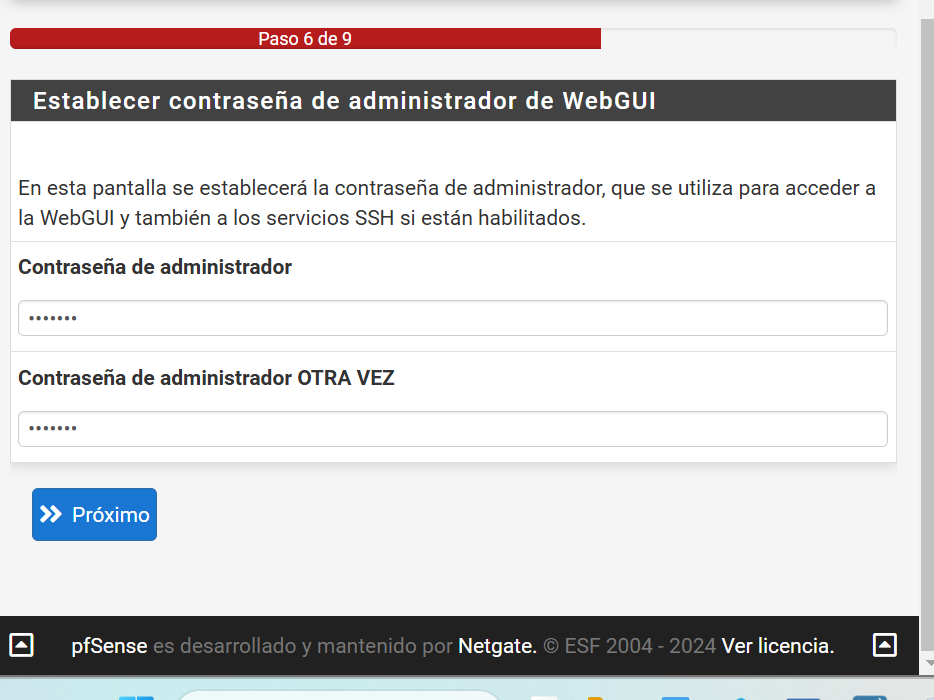 Paso 6 de 9
Establecer contraseña de administrador de WebGUI
En esta pantalla se establecerá la contraseña de administrador, que se utiliza para acceder a
la WebGUI y también a los servicios SSH si están habilitados.
Contraseña de administrador
•••••••
Contraseña de administrador OTRA VEZ
•••••••
Próximo
pfSense es desarrollado y mantenido por Netgate. © ESF 2004 - 2024 Ver licencia.